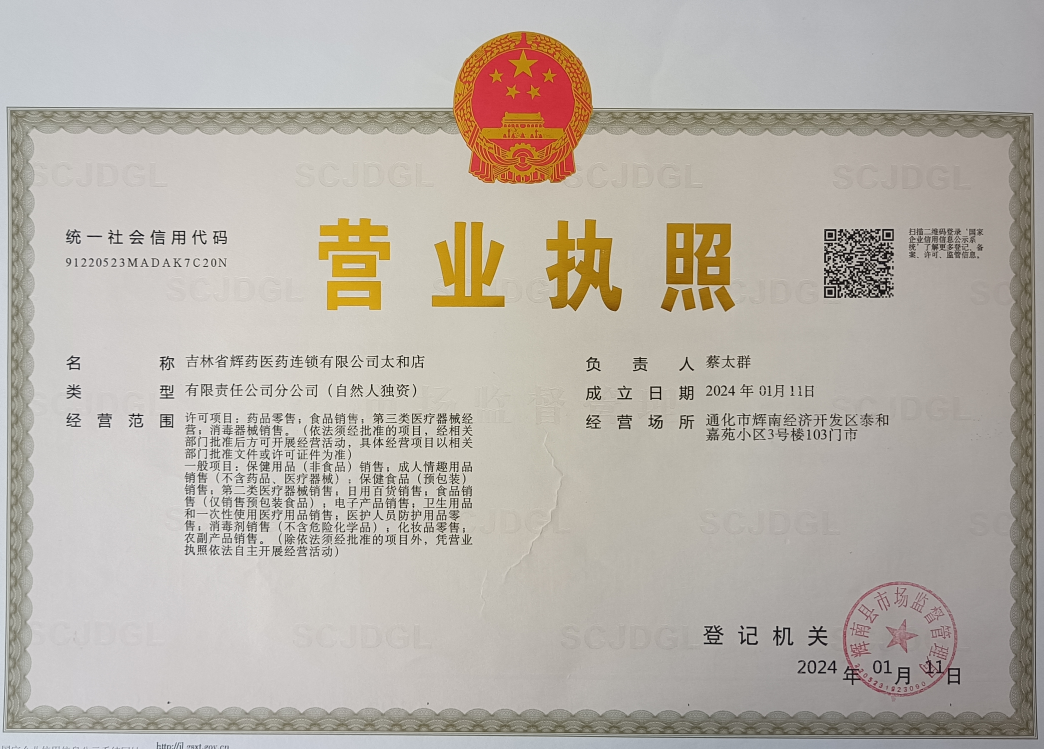 统一社会信用代码
91220523MADAK7C20N
营业执照
扫描二维码登录‘国家
企业信用信息公示系
统’了解更多登记、备
案、许可、监管信息。
名称 吉林省辉药医药连锁有限公司太和店
类型 有限责任公司分公司（自然人独资）
经营范围 许可项目：药品零售；食品销售；第三类医疗器械经
营；消毒器械销售。（依法须经批准的项目，经相关
部门批准后方可开展经营活动，具体经营项目以相关
部门批准文件或许可证件为准）
一般项目：保健用品（非食品）销售；成人情趣用品
销售（不含药品、医疗器械）；保健食品（预包装）
销售；第二类医疗器械销售；日用百货销售；食品销
售（仅销售预包装食品）；电子产品销售；卫生用品
和一次性使用医疗用品销售；医护人员防护用品零
售；消毒剂销售（不含危险化学品）；化妆品零售；
农副产品销售。（除依法须经批准的项目外，凭营业
执照依法自主开展经营活动）
负责人 蔡太群
成立日期 2024年01月11日
经营场所 通化市辉南经济开发区泰和
嘉苑小区3号楼103门市
登记机关
辉南县市场监督管理局
2024年01月11日
SCJDGL
http://jl.gsxt.gov.cn